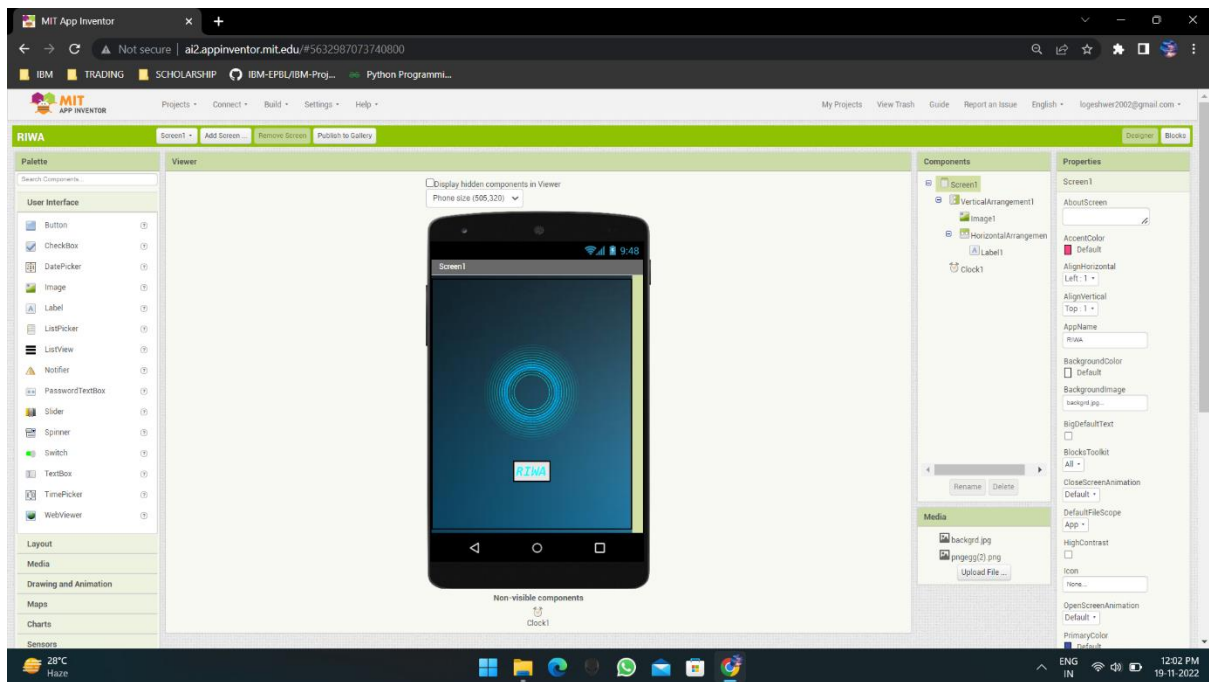 MIT App Inventor
Not secure | ai2.appinventor.mit.edu/#5632987073740800
IBM TRADING SCHOLARSHIP IBM-EPBL/IBM-Proj... Python Programmi...
MIT
APP INVENTOR
Projects Connect Build Settings Help
My Projects View Trash Guide Report an Issue English logeshwer2002@gmail.com
RIWA
Screen1 Add Screen ... Remove Screen Publish to Gallery
Designer Blocks
Palette
Search Components...
User Interface
Button
CheckBox
DatePicker
Image
Label
ListPicker
ListView
Notifier
PasswordTextBox
Slider
Spinner
Switch
TextBox
TimePicker
WebViewer
Layout
Media
Drawing and Animation
Maps
Charts
Sensors
Viewer
Display hidden components in Viewer
Phone size (505,320)
9:48
Screen1
RIWA
Non-visible components
Clock1
Components
Screen1
VerticalArrangement1
Image1
HorizontalArrangemen
Label1
Clock1
Rename Delete
Media
backgrd.jpg
pngegg(2).png
Upload File ...
Properties
Screen1
AboutScreen
AccentColor
Default
AlignHorizontal
Left : 1
AlignVertical
Top : 1
AppName
RIWA
BackgroundColor
Default
BackgroundImage
backgrd.jpg...
BigDefaultText
BlocksToolkit
All
CloseScreenAnimation
Default
DefaultFileScope
App
HighContrast
Icon
None...
OpenScreenAnimation
Default
PrimaryColor
Default
28°C
Haze
ENG
IN
12:02 PM
19-11-2022